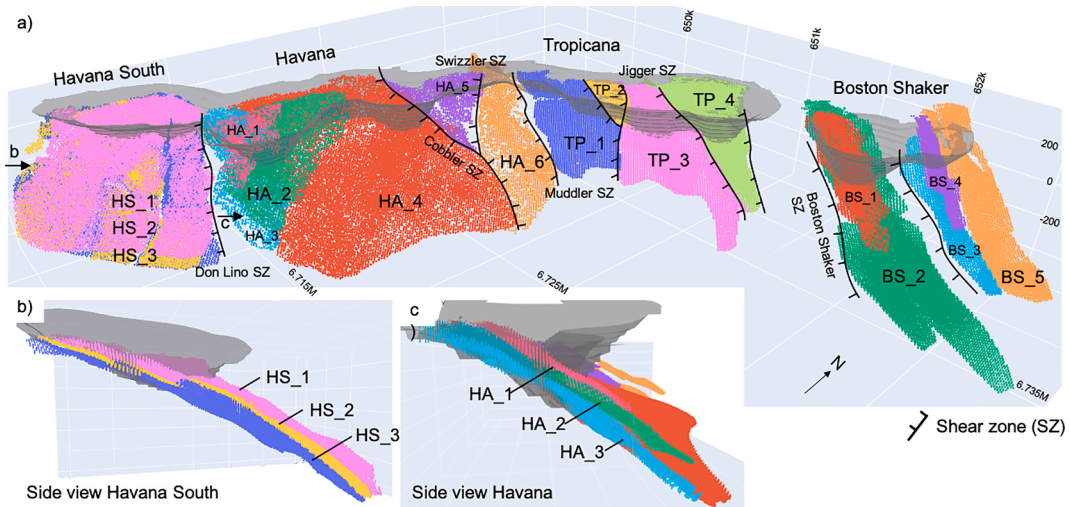 a)
Havana South
Havana
Swizzler SZ
Tropicana
Jigger SZ
650k
651k
652k
Boston Shaker
HA_5
TP_2
TP_4
HA_1
b
Cobbler SZ
HA_6
TP_1
TP_3
HA_2
HA_4
Muddler SZ
HS_1
HS_2
HS_3
c
HA_3
Don Lino SZ
6.715M
6.725M
200
0
-200
BS_1
BS_4
BS_3
BS_2
BS_5
Boston Shaker
SZ
N
6.735M
Shear zone (SZ)
b)
HS_1
HS_2
HS_3
Side view Havana South
c
HA_1
HA_2
HA_3
Side view Havana